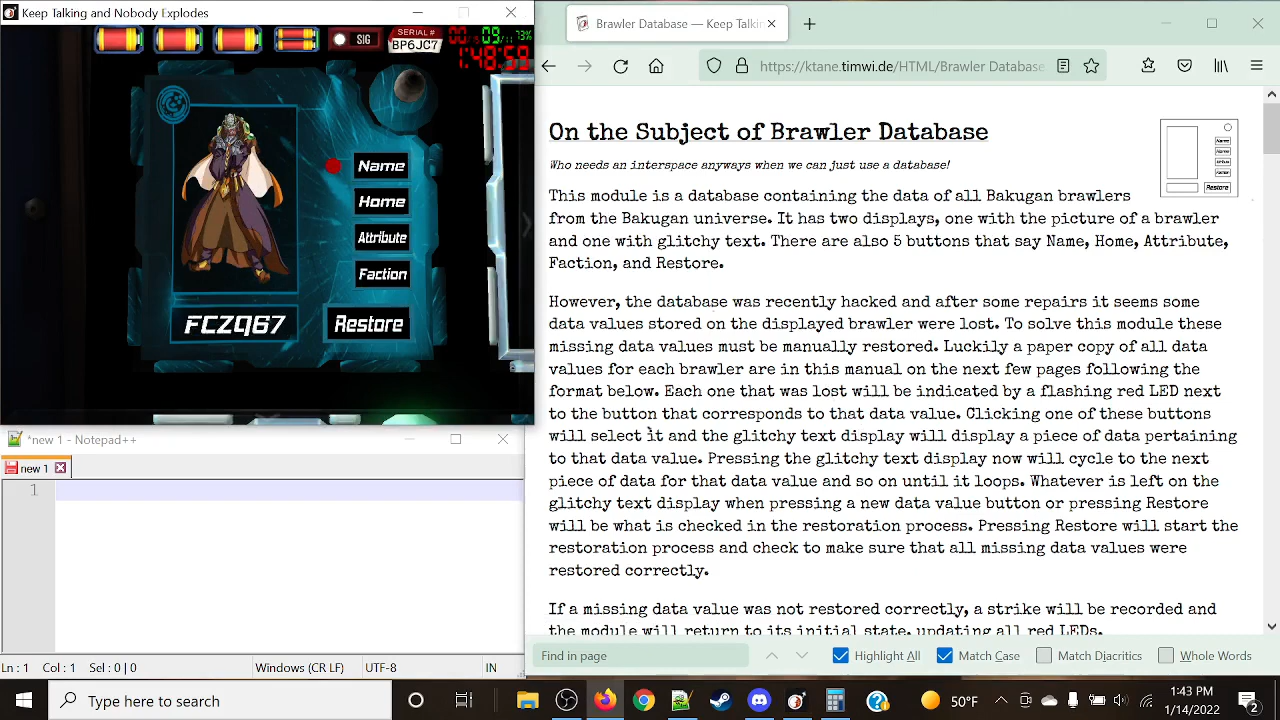 Keep Talking and Nobody Explodes
SIG
SERIAL#
BP6JC7
09
73%
1:48:58
Name
Home
Attribute
Faction
FCZQ67
Restore
*new 1 - Notepad++
new 1
1
Ln : 1 Col : 1 Sel : 0 | 0 Windows (CR LF) UTF-8 IN
Brawler Database — Keep Talkin
https://ktane.timwi.de/HTML/Brawler Database
On the Subject of Brawler Database
Who needs an interspace anyways when we can just use a database!
This module is a database containing the data of all Bakugan brawlers
from the Bakugan universe. It has two displays, one with the picture of a brawler
and one with glitchy text. There are also 5 buttons that say Name, Home, Attribute,
Faction, and Restore.
However, the database was recently hacked and after some repairs it seems some
data values stored on the displayed brawler were lost. To solve this module these
missing data values must be manually restored. Luckily a paper copy of all data
values for each brawler are in this manual on the next few pages following the
format below. Each one that was lost will be indicated by a flashing red LED next
to the button that corresponds to that data value. Clicking one of these buttons
will select it and the glitchy text display will display a piece of data pertaining
to that data value. Pressing the glitchy text display now will cycle to the next
piece of data for that data value and so on until it loops. Whatever is left on the
glitchy text display when pressing a new data value button or pressing Restore
will be what is checked in the restoration process. Pressing Restore will start the
restoration process and check to make sure that all missing data values were
restored correctly.
If a missing data value was not restored correctly, a strike will be recorded and
the module will return to its initial state, updating all red LEDs.
Name
Restore
Find in page
Highlight All
Match Case
Match Diacritics
Whole Words
Type here to search
50°F
1:43 PM
1/14/2022
2